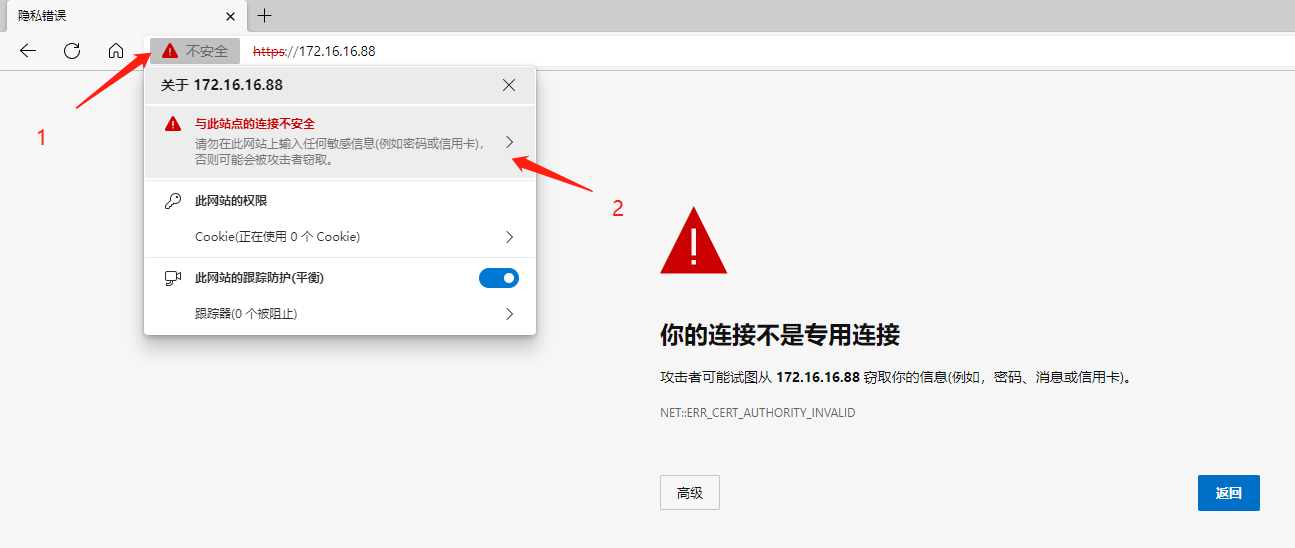 隐私错误
不安全
https://172.16.16.88
关于 172.16.16.88
1
与此站点的连接不安全
请勿在此网站上输入任何敏感信息(例如密码或信用卡)，
否则可能会被攻击者窃取。
2
此网站的权限
Cookie(正在使用 0 个 Cookie)
此网站的跟踪防护(平衡)
跟踪器(0 个被阻止)
你的连接不是专用连接
攻击者可能试图从 172.16.16.88 窃取你的信息(例如，密码、消息或信用卡)。
NET::ERR_CERT_AUTHORITY_INVALID
高级
返回